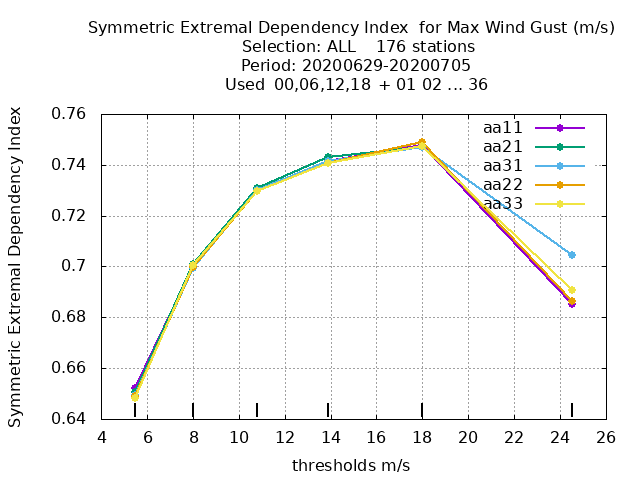 Symmetric Extremal Dependency Index  for Max Wind Gust (m/s)
Selection: ALL    176 stations
Period: 20200629-20200705
Used  00,06,12,18  + 01 02 ... 36
Symmetric Extremal Dependency Index
0.76
0.74
0.72
0.7
0.68
0.66
0.64
aa11
aa21
aa31
aa22
aa33
4 6 8 10 12 14 16 18 20 22 24 26
thresholds m/s